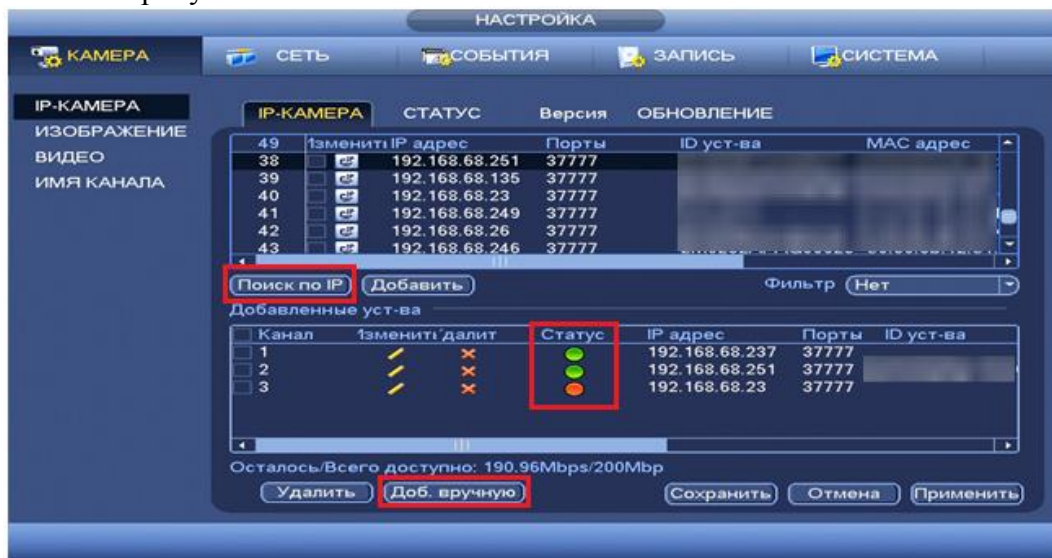 НАСТРОЙКА
КАМЕРА СЕТЬ СОБЫТИЯ ЗАПИСЬ СИСТЕМА
IP-КАМЕРА
ИЗОБРАЖЕНИЕ
ВИДЕО
ИМЯ КАНАЛА
IP-КАМЕРА СТАТУС Версия ОБНОВЛЕНИЕ
49 Изменити IP адрес Порты ID уст-ва MAC адрес
38 192.168.68.251 37777
39 192.168.68.135 37777
40 192.168.68.23 37777
41 192.168.68.249 37777
42 192.168.68.26 37777
43 192.168.68.246 37777
Поиск по IP Добавить Фильтр Нет
Добавленные уст-ва
Канал Изменить Удалит Статус IP адрес Порты ID уст-ва
1 192.168.68.237 37777
2 192.168.68.251 37777
3 192.168.68.23 37777
Осталось/Всего доступно: 190.96Mbps/200Mbp
Удалить Доб. вручную Сохранить Отмена Применить